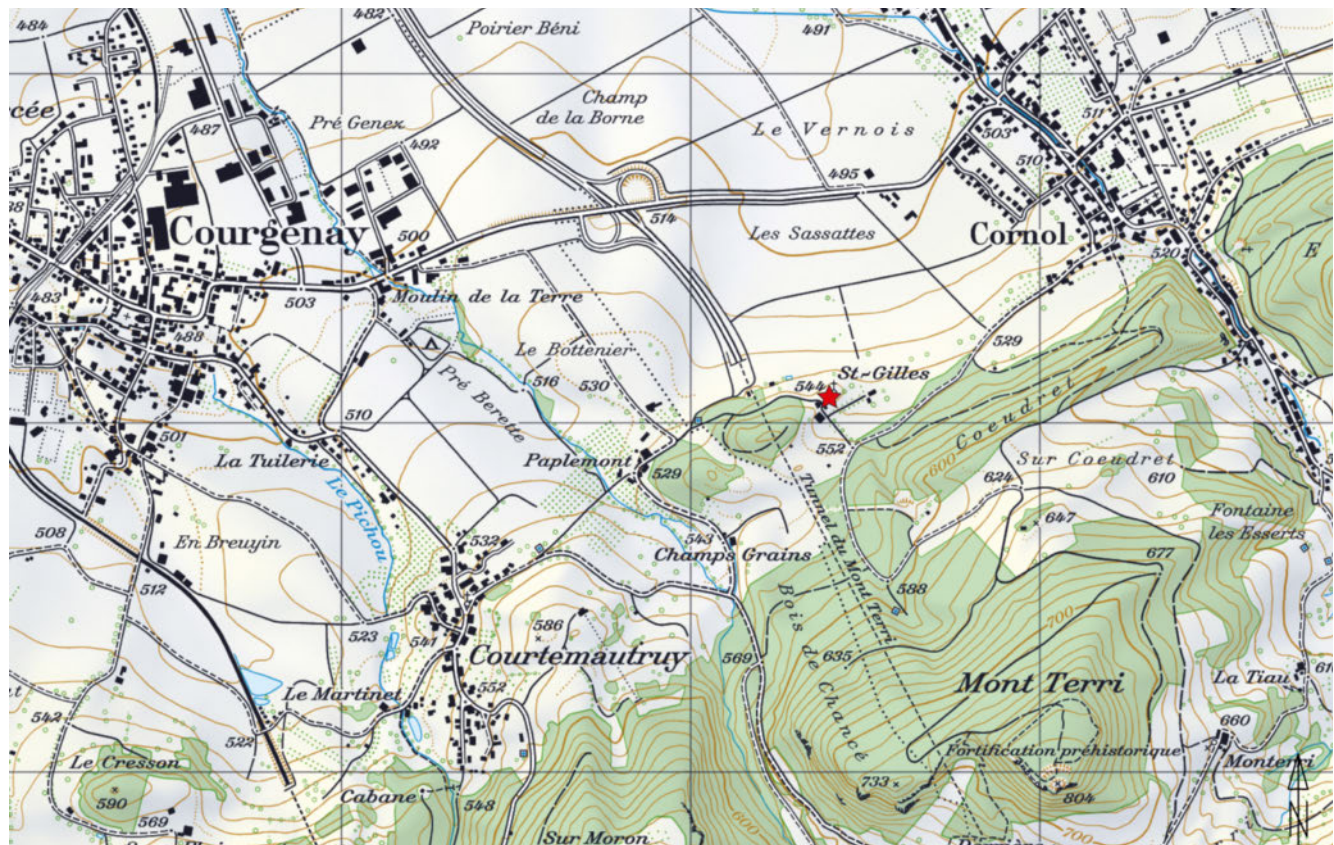 484
482
Poirier Béni
491
Champ
de la Borne
cée
487
Pré Genez
Le Vernois
503
511
492
510
495
514
Courgenay
500
Les Sassattes
Cornol
520
E
503
Moulin de la Terre
483
488
529
Le Bottenier
516
530
544
St-Gilles
Pré Berette
510
501
552
Coeudret
La Tuilerie
Paplemont
529
600
Sur Coeudret
624
610
Le Pichou
Tunnel du Mont Terri
647
Fontaine
les Esserts
508
En Breuyin
532
543
Champs Grains
677
512
588
523
541
586
Bois de Chancé
700
Courtemautruy
569
635
Mont Terri
La Tiau
61
Le Martinet
552
542
522
660
Fortification préhistorique
Monterri
Le Cresson
590
Cabane
548
733
804
569
Sur Moron
600
700
N